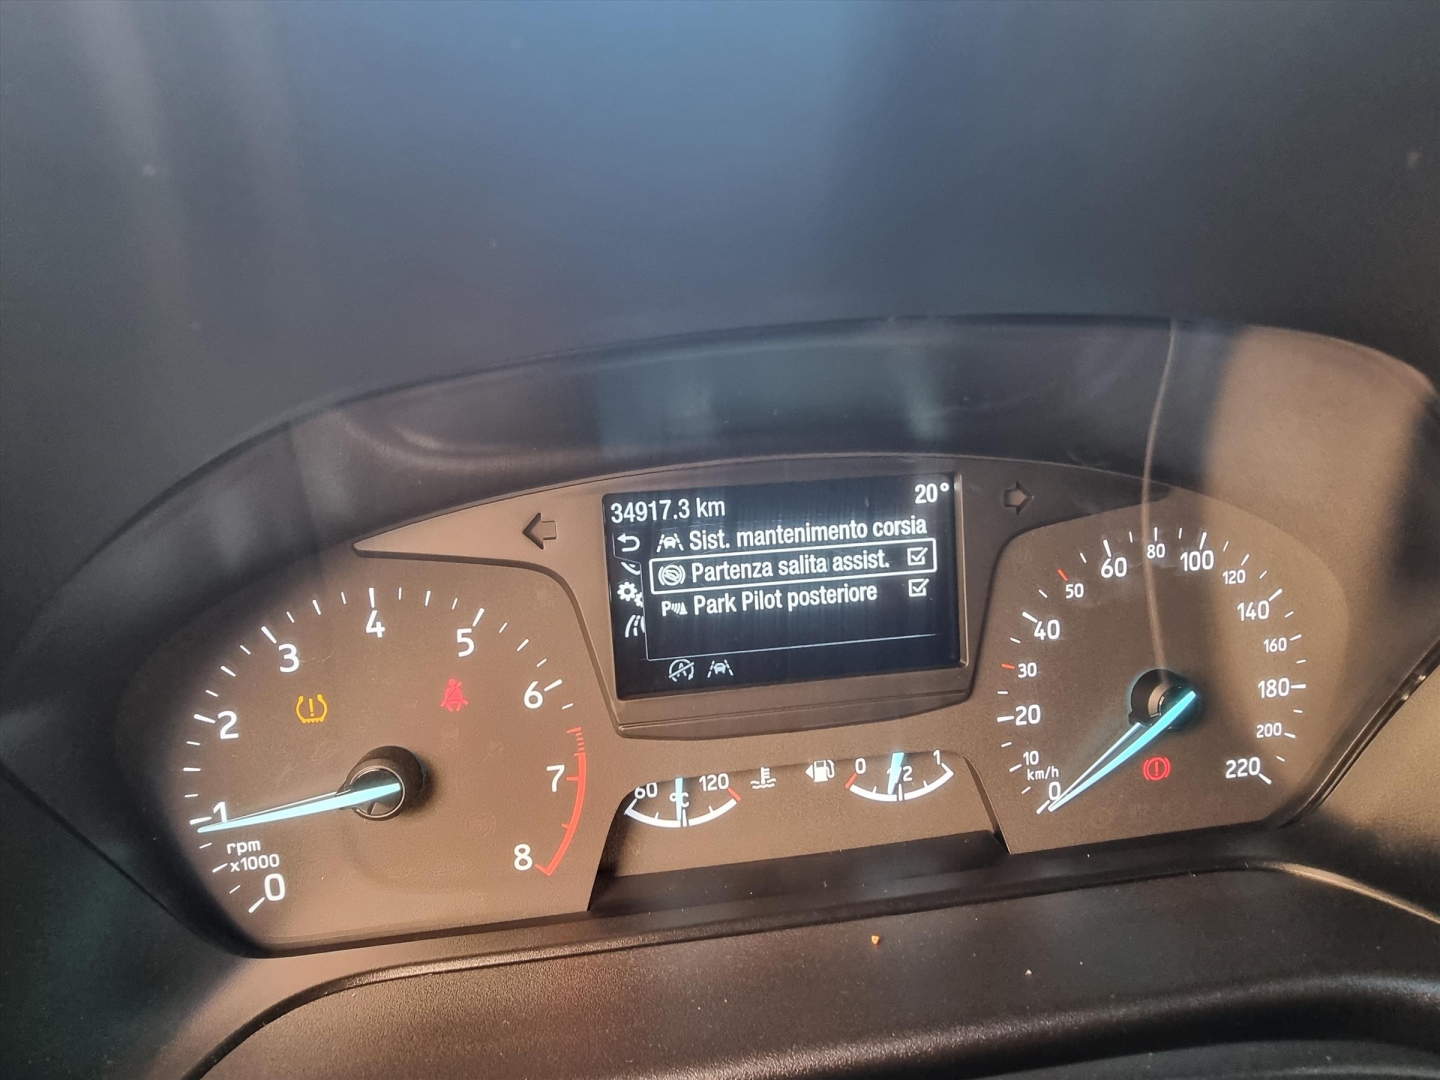 34917.3 km 20°
Sist. mantenimento corsia
Partenza salita assist.
Park Pilot posteriore
0 1 2 3 4 5 6 7 8
rpm
x1000
60 120
°C
0 1
0 10 20 30 40 50 60 80 100 120 140 160 180 200 220
km/h